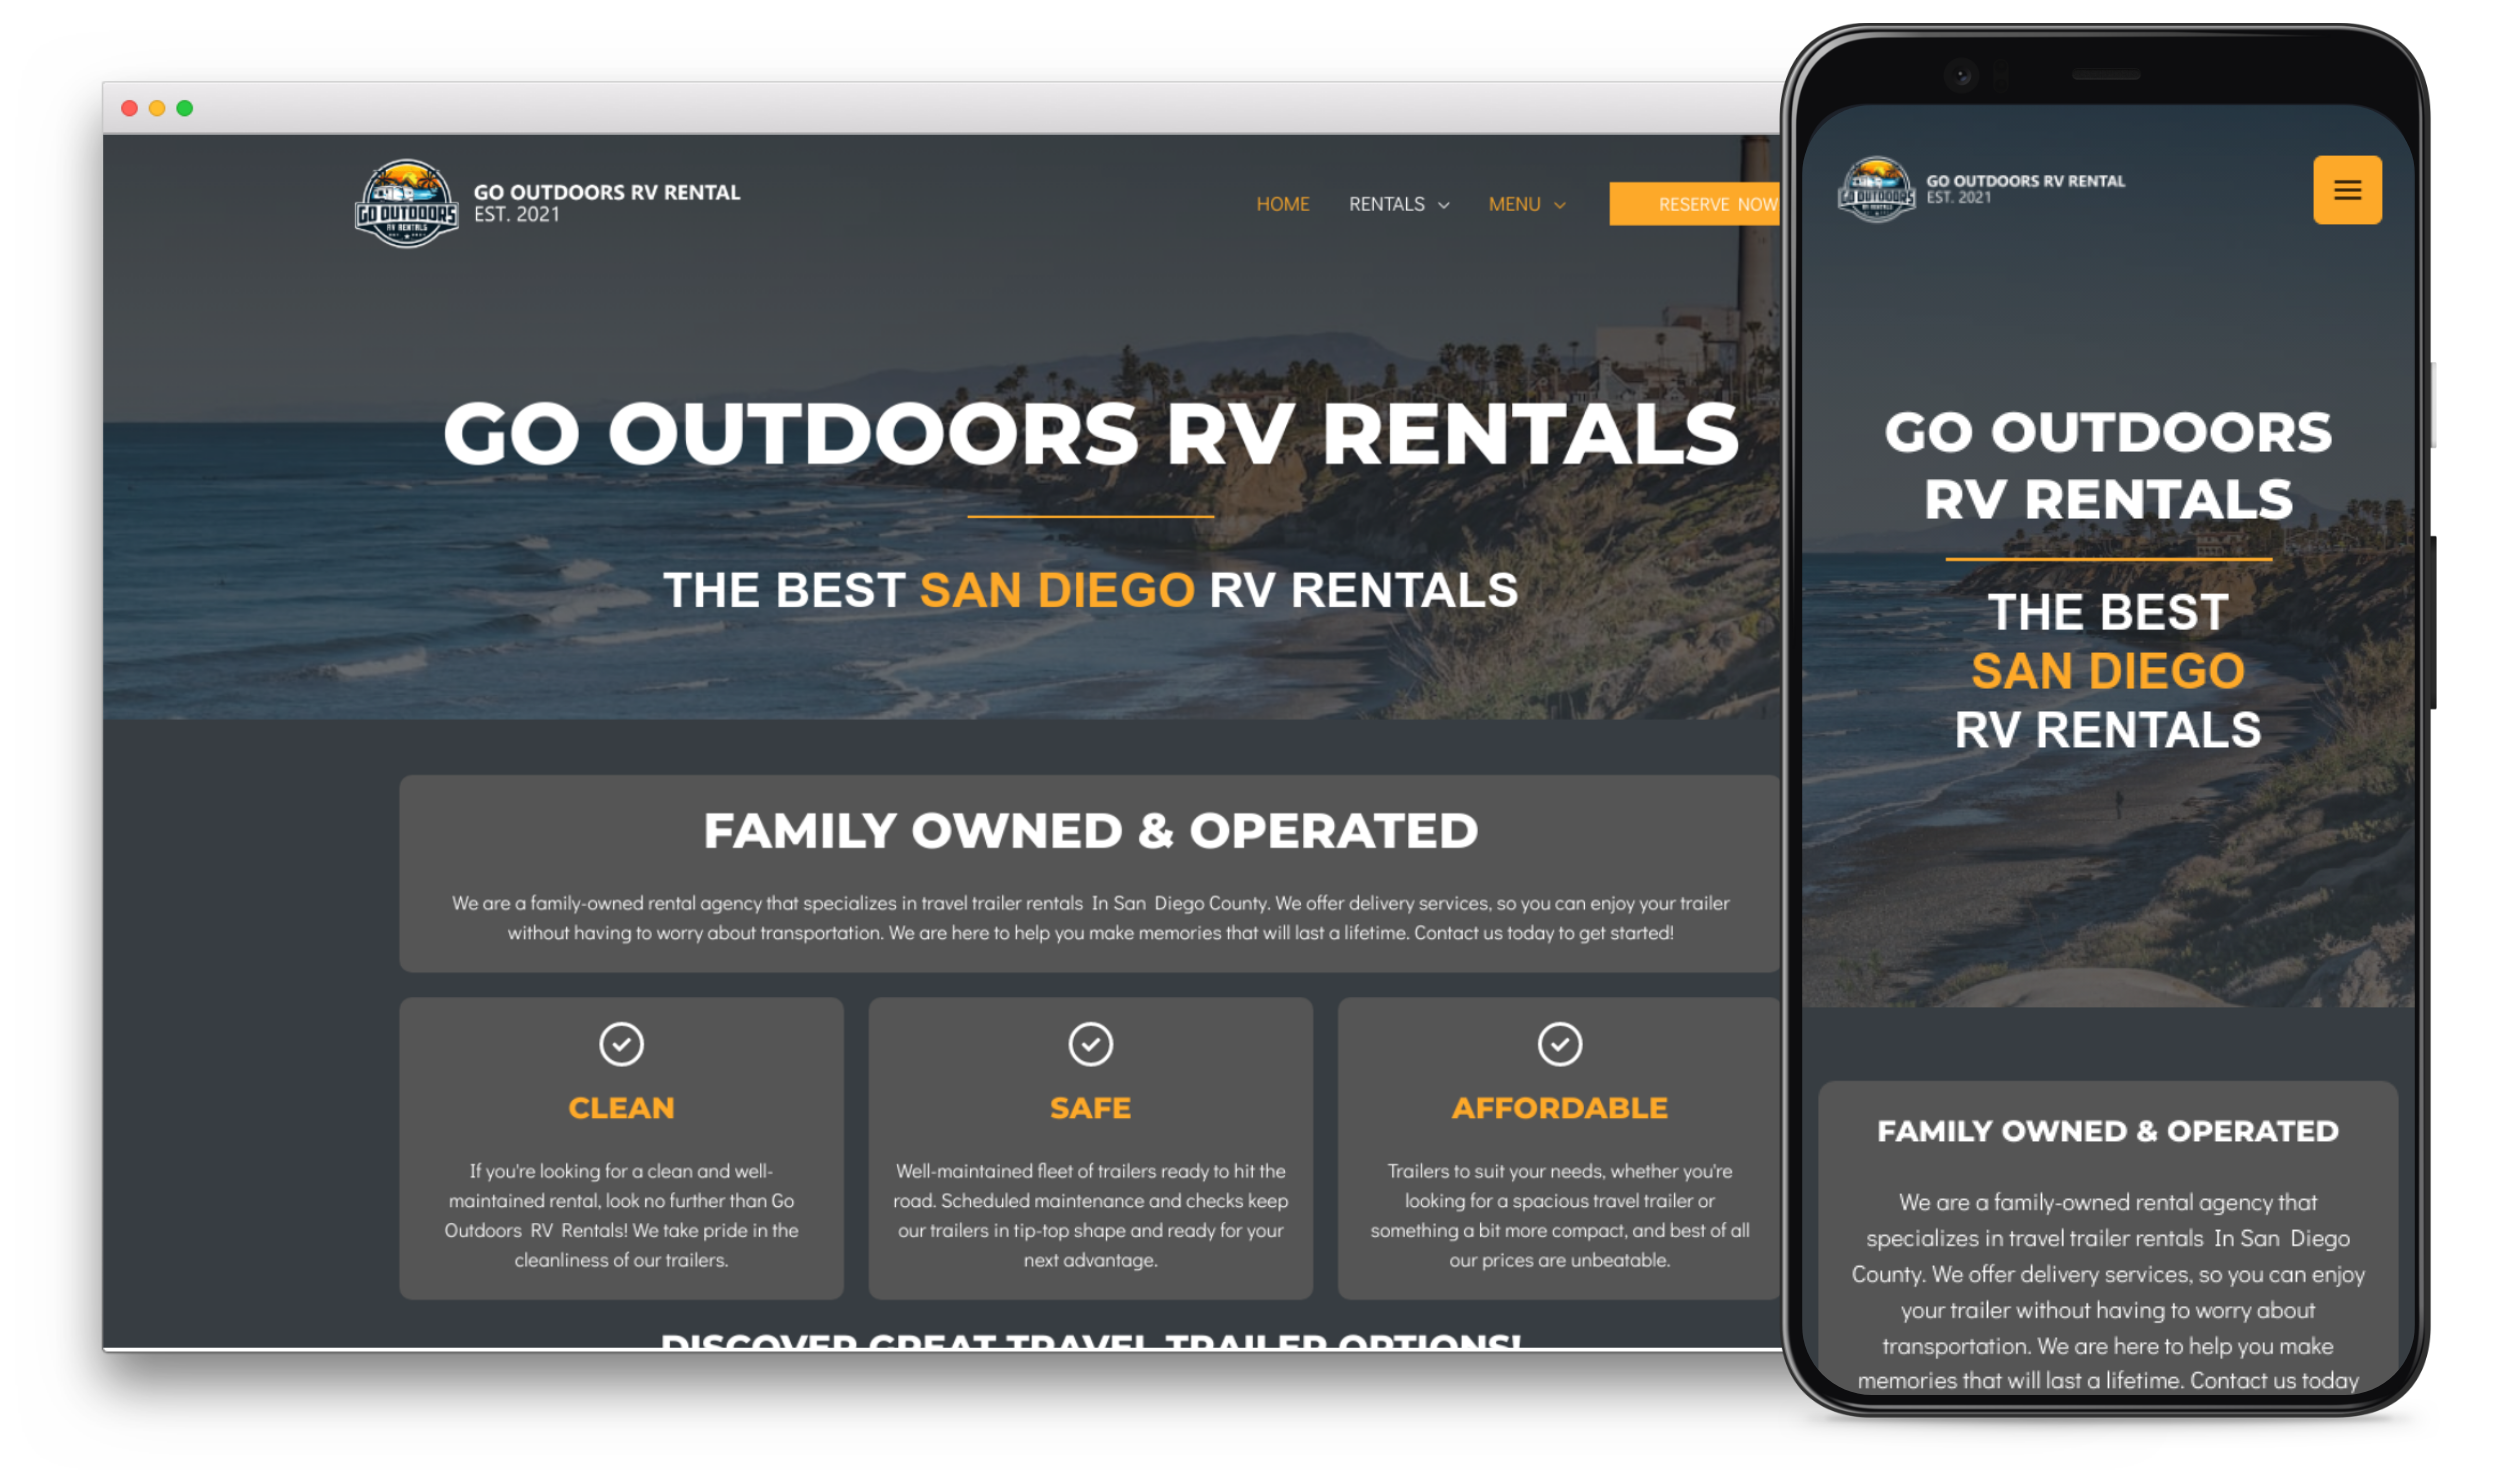 GO OUTDOORS
RV RENTALS
GO OUTDOORS RV RENTAL
EST. 2021
HOME
RENTALS
MENU
RESERVE NOW
GO OUTDOORS RV RENTALS
THE BEST SAN DIEGO RV RENTALS
FAMILY OWNED & OPERATED
We are a family-owned rental agency that specializes in travel trailer rentals In San Diego County. We offer delivery services, so you can enjoy your trailer
without having to worry about transportation. We are here to help you make memories that will last a lifetime. Contact us today to get started!
CLEAN
If you're looking for a clean and well-
maintained rental, look no further than Go
Outdoors RV Rentals! We take pride in the
cleanliness of our trailers.
SAFE
Well-maintained fleet of trailers ready to hit the
road. Scheduled maintenance and checks keep
our trailers in tip-top shape and ready for your
next advantage.
AFFORDABLE
Trailers to suit your needs, whether you're
looking for a spacious travel trailer or
something a bit more compact, and best of all
our prices are unbeatable.
DISCOVER GREAT TRAVEL TRAILER OPTIONS!
GO OUTDOORS
RV RENTALS
GO OUTDOORS RV RENTAL
EST. 2021
GO OUTDOORS
RV RENTALS
THE BEST
SAN DIEGO
RV RENTALS
FAMILY OWNED & OPERATED
We are a family-owned rental agency that
specializes in travel trailer rentals In San Diego
County. We offer delivery services, so you can enjoy
your trailer without having to worry about
transportation. We are here to help you make
memories that will last a lifetime. Contact us today